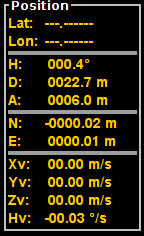 Position
Lat: ---.------
Lon: ---.------
H: 000.4°
D: 0022.7 m
A: 0006.0 m
N: -0000.02 m
E: 0000.01 m
Xv: 00.00 m/s
Yv: 00.00 m/s
Zv: 00.00 m/s
Hv: -00.03 °/s